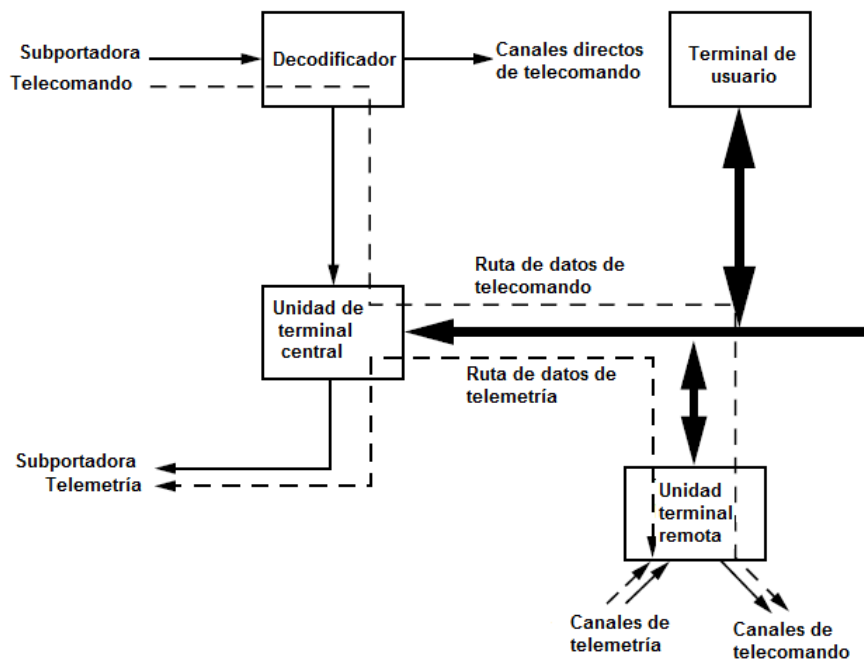 Subportadora
Telecomando
Decodificador
Canales directos
de telecomando
Terminal de
usuario
Ruta de datos de
telecomando
Unidad de
terminal
central
Ruta de datos de
telemetría
Subportadora
Telemetría
Unidad
terminal
remota
Canales de
telemetría
Canales de
telecomando